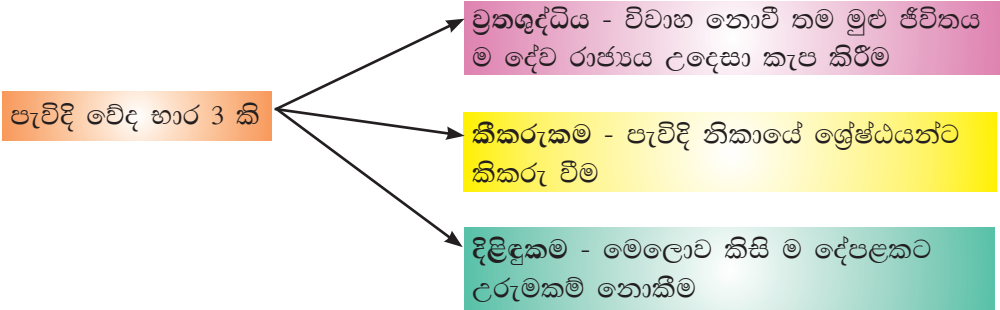 පැවිදි වේද භාර 3 කි
ව්‍රතශුද්ධිය - විවාහ නොවී තම මුළු ජීවිතය
ම දේව රාජ්‍යය උදෙසා කැප කිරීම
කීකරුකම - පැවිදි නිකායේ ශ්‍රේෂ්ඨයන්ට
කිකරු වීම
දිළිඳුකම - මෙලොව කිසි ම දේපළකට
උරුමකම් නොකීම